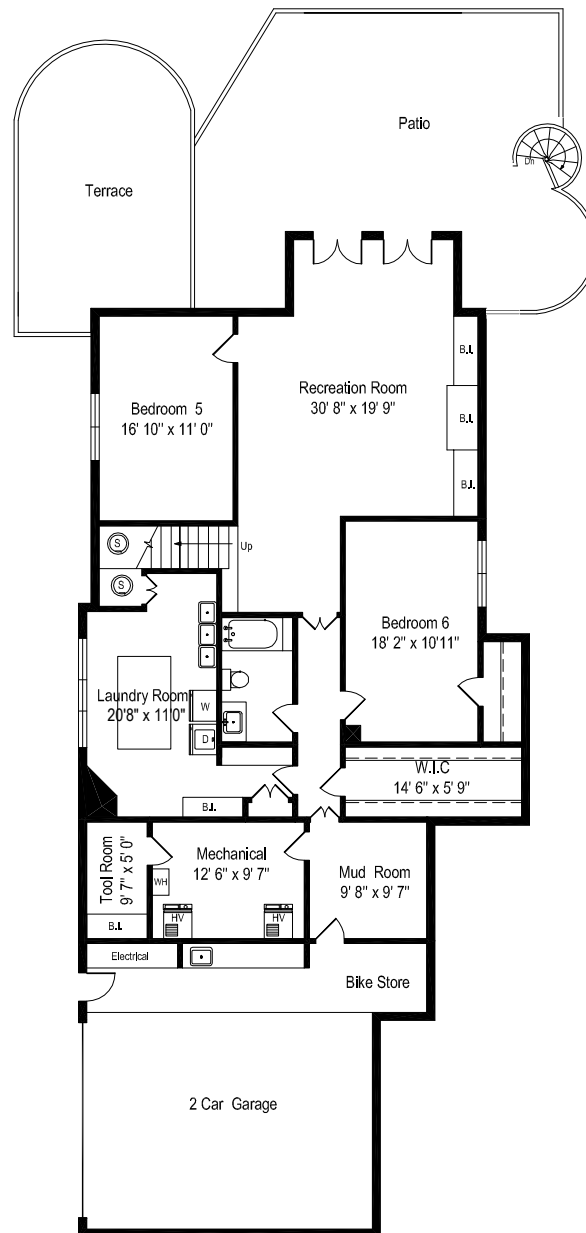 Patio
Dn
Terrace
B.I.
Recreation Room
30' 8" x 19' 9"
B.I.
Bedroom 5
16' 10" x 11' 0"
B.I.
S
Up
S
Bedroom 6
18' 2" x 10'11"
Laundry Room
20'8" x 11'0"
W
D
W.I.C
14' 6" x 5' 9"
B.I.
Tool Room
9' 7" x 5' 0"
Mechanical
12' 6" x 9' 7"
Mud Room
9' 8" x 9' 7"
WH
B.I.
HV
HV
Electrical
Bike Store
2 Car Garage